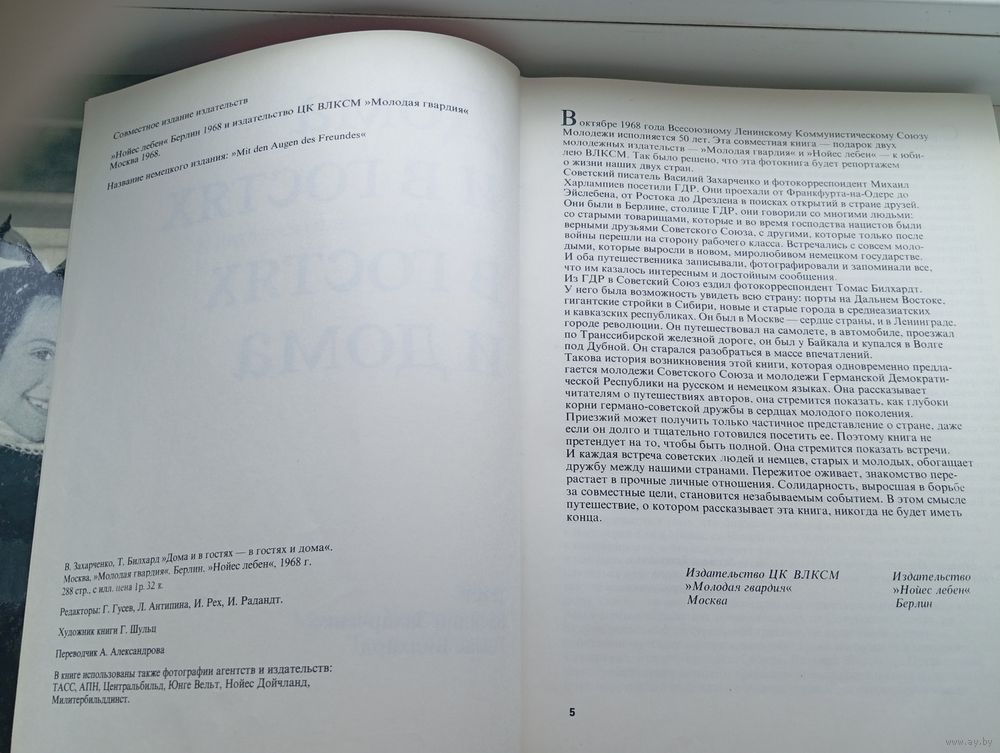 Совместное издание издательств
»Нойес лебен« Берлин 1968 и издательство ЦК ВЛКСМ »Молодая гвардия«
Москва 1968.
Название немецкого издания: »Mit den Augen des Freundes«
В. Захарченко, Т. Билхард »Дома и в гостях — в гостях и дома«.
Москва, »Молодая гвардия«. Берлин. »Нойес лебен«, 1968 г.
288 стр., с илл. цена 1р. 32 к.
Редакторы: Г. Гусев, Л. Антипина, И. Рех, И. Радандт.
Художник книги Г. Шульц
Переводчик А. Александрова
В книге использованы также фотографии агентств и издательств:
ТАСС, АПН, Центральбильд, Юнге Вельт, Нойес Дойчланд,
Милитербильддинст.
В октябре 1968 года Всесоюзному Ленинскому Коммунистическому Союзу
Молодежи исполняется 50 лет. Эта совместная книга — подарок двух
молодежных издательств — »Молодая гвардия« и »Нойес лебен« — к юби-
лею ВЛКСМ. Так было решено, что эта фотокнига будет репортажем
о жизни наших двух стран.
Советский писатель Василий Захарченко и фотокорреспондент Михаил
Харлампиев посетили ГДР. Они проехали от Франкфурта-на-Одере до
Эйслебена, от Ростока до Дрездена в поисках открытий в стране друзей.
Они были в Берлине, столице ГДР, они говорили со многими людьми:
со старыми товарищами, которые и во время господства нацистов были
верными друзьями Советского Союза, с другими, которые только после
войны перешли на сторону рабочего класса. Встречались с совсем моло-
дыми, которые выросли в новом, миролюбивом немецком государстве.
И оба путешественника записывали, фотографировали и запоминали все,
что им казалось интересным и достойным сообщения.
Из ГДР в Советский Союз ездил фотокорреспондент Томас Билхардт.
У него была возможность увидеть всю страну: порты на Дальнем Востоке,
гигантские стройки в Сибири, новые и старые города в среднеазиатских
и кавказских республиках. Он был в Москве — сердце страны, и в Ленинграде,
городе революции. Он путешествовал на самолете, в автомобиле, проезжал
по Транссибирской железной дороге, он был у Байкала и купался в Волге
под Дубной. Он старался разобраться в массе впечатлений.
Такова история возникновения этой книги, которая одновременно предла-
гается молодежи Советского Союза и молодежи Германской Демократи-
ческой Республики на русском и немецком языках. Она рассказывает
читателям о путешествиях авторов, она стремится показать, как глубоки
корни германо-советской дружбы в сердцах молодого поколения.
Приезжий может получить только частичное представление о стране, даже
если он долго и тщательно готовился посетить ее. Поэтому книга не
претендует на то, чтобы быть полной. Она стремится показать встречи.
И каждая встреча советских людей и немцев, старых и молодых, обогащает
дружбу между нашими странами. Пережитое оживает, знакомство пере-
растает в прочные личные отношения. Солидарность, выросшая в борьбе
за совместные цели, становится незабываемым событием. В этом смысле
путешествие, о котором рассказывает эта книга, никогда не будет иметь
конца.
Издательство ЦК ВЛКСМ
»Молодая гвардия«
Москва
Издательство
»Нойес лебен«
Берлин
5
www.ay.by